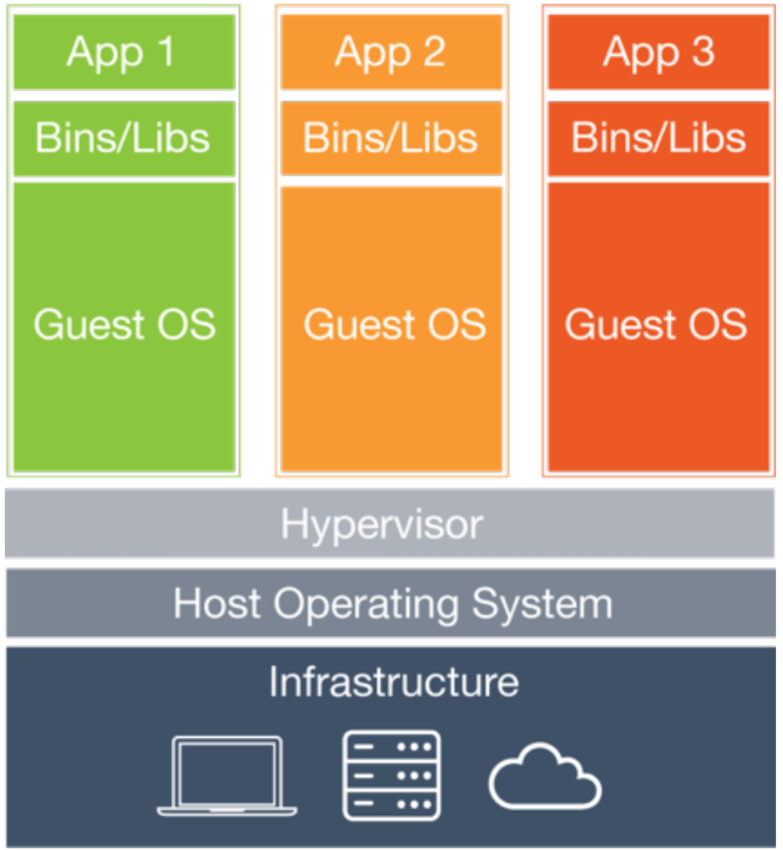 App 1
App 2
App 3
Bins/Libs
Bins/Libs
Bins/Libs
Guest OS
Guest OS
Guest OS
Hypervisor
Host Operating System
Infrastructure